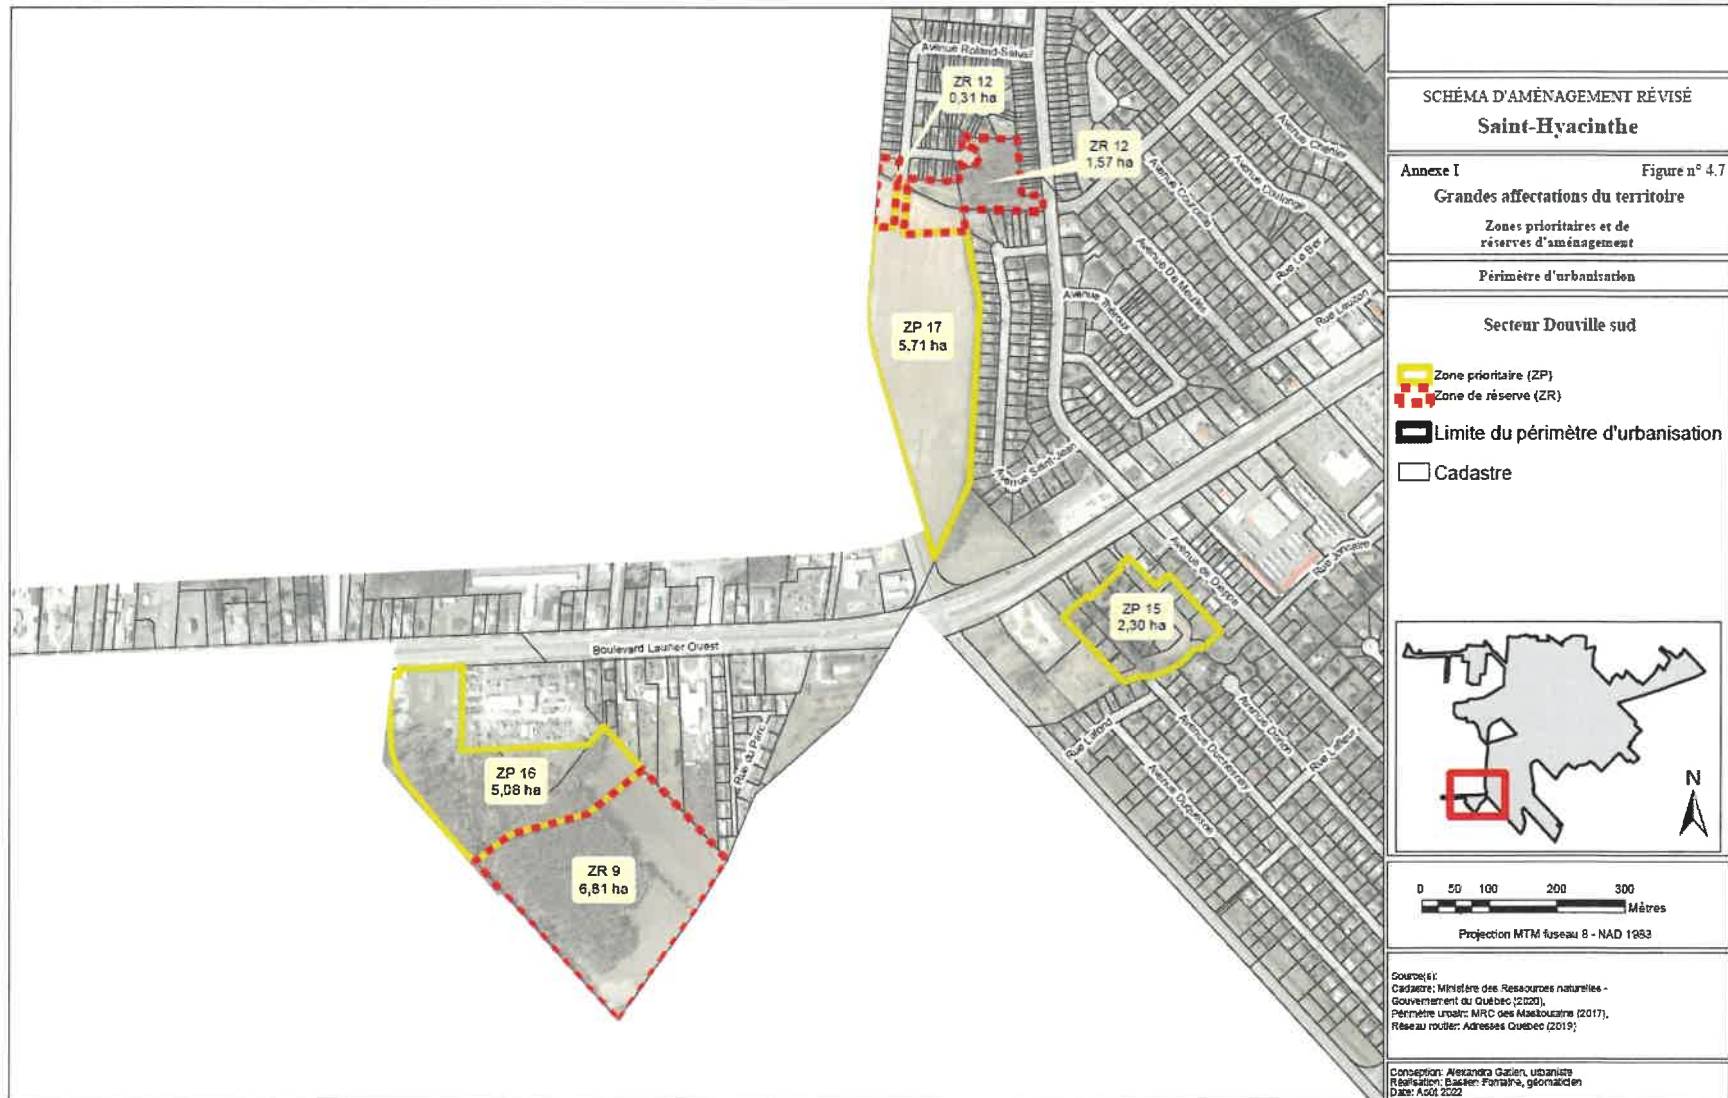 SCHÉMA D'AMÉNAGEMENT RÉVISÉ
Saint-Hyacinthe
Annexe I
Figure n° 4.7
Grandes affectations du territoire
Zones prioritaires et de
réserves d'aménagement
Périmètre d'urbanisation
Secteur Douville sud
Zone prioritaire (ZP)
Zone de réserve (ZR)
Limite du périmètre d'urbanisation
Cadastre
N
0 50 100 200 300
Mètres
Projection MTM fuseau 8 - NAD 1983
Source(s):
Cadastre: Ministère des Ressources naturelles -
Gouvernement du Québec (2020),
Périmètre urbain: MRC des Maskoutains (2017),
Réseau routier: Adresses Québec (2019)
Conception: Alexandra Gatien, urbaniste
Réalisation: Bastien Fontaine, géomaticien
Date: Août 2022
Avenue Roland-Salvail
ZR 12
0,31 ha
ZR 12
1,57 ha
Avenue Chénier
Avenue Coulonge
Avenue Courcelle
Rue Le Ber
Avenue De Meulles
Rue Lauzon
Avenue Théroux
ZP 17
5,71 ha
Avenue Saint-Jean
Avenue de Dieppe
Rue Joncaire
ZP 15
2,30 ha
Boulevard Laurier Ouest
Rue Lafond
Avenue Duchesnay
Avenue Drolon
Rue Lafleur
Avenue Duquesne
Rue du Parc
ZP 16
5,08 ha
ZR 9
6,81 ha